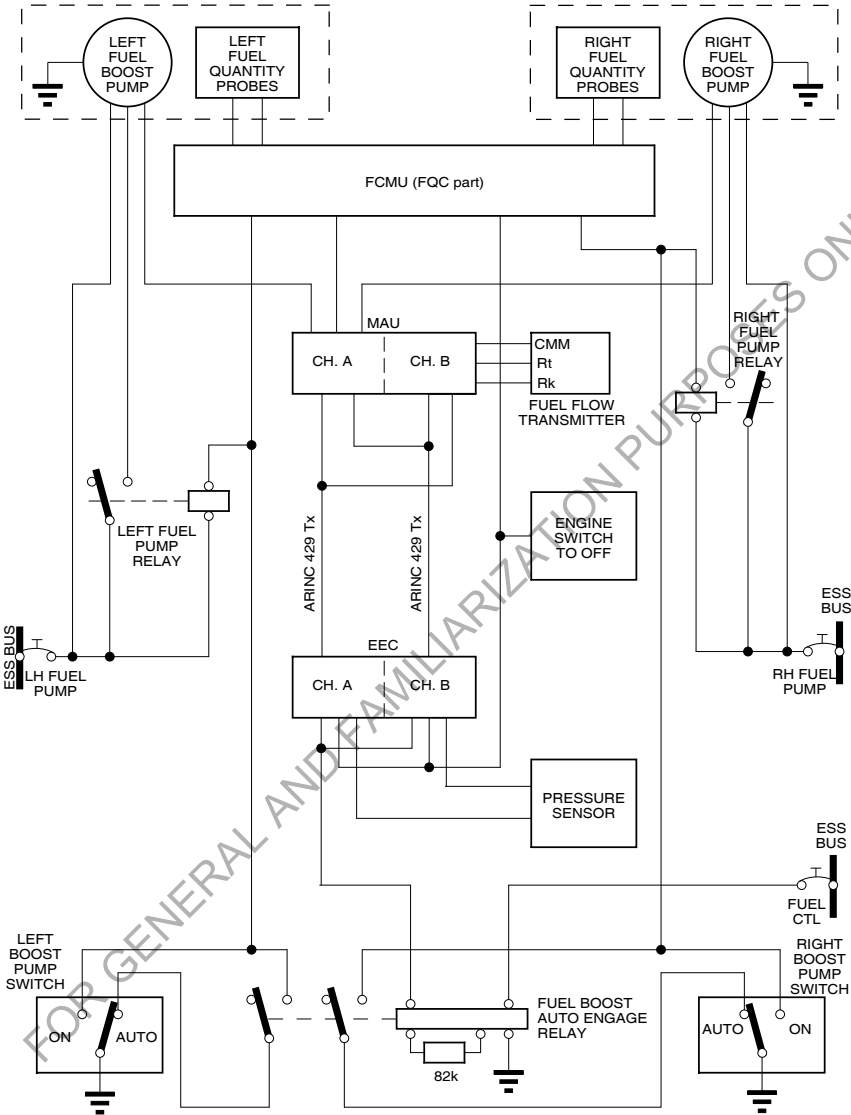 LEFT
FUEL
BOOST
PUMP
LEFT
FUEL
QUANTITY
PROBES
RIGHT
FUEL
QUANTITY
PROBES
RIGHT
FUEL
BOOST
PUMP
FCMU (FQC part)
MAU
CH. A
CH. B
CMM
Rt
Rk
FUEL FLOW
TRANSMITTER
RIGHT
FUEL
PUMP
RELAY
LEFT FUEL
PUMP
RELAY
ARINC 429 Tx
ARINC 429 Tx
ENGINE
SWITCH
TO OFF
ESS BUS
LH FUEL
PUMP
EEC
CH. A
CH. B
ESS
BUS
RH FUEL
PUMP
PRESSURE
SENSOR
ESS
BUS
FUEL
CTL
LEFT
BOOST
PUMP
SWITCH
ON
AUTO
FUEL BOOST
AUTO ENGAGE
RELAY
82k
RIGHT
BOOST
PUMP
SWITCH
AUTO
ON
FOR GENERAL AND FAMILIARIZATION PURPOSES